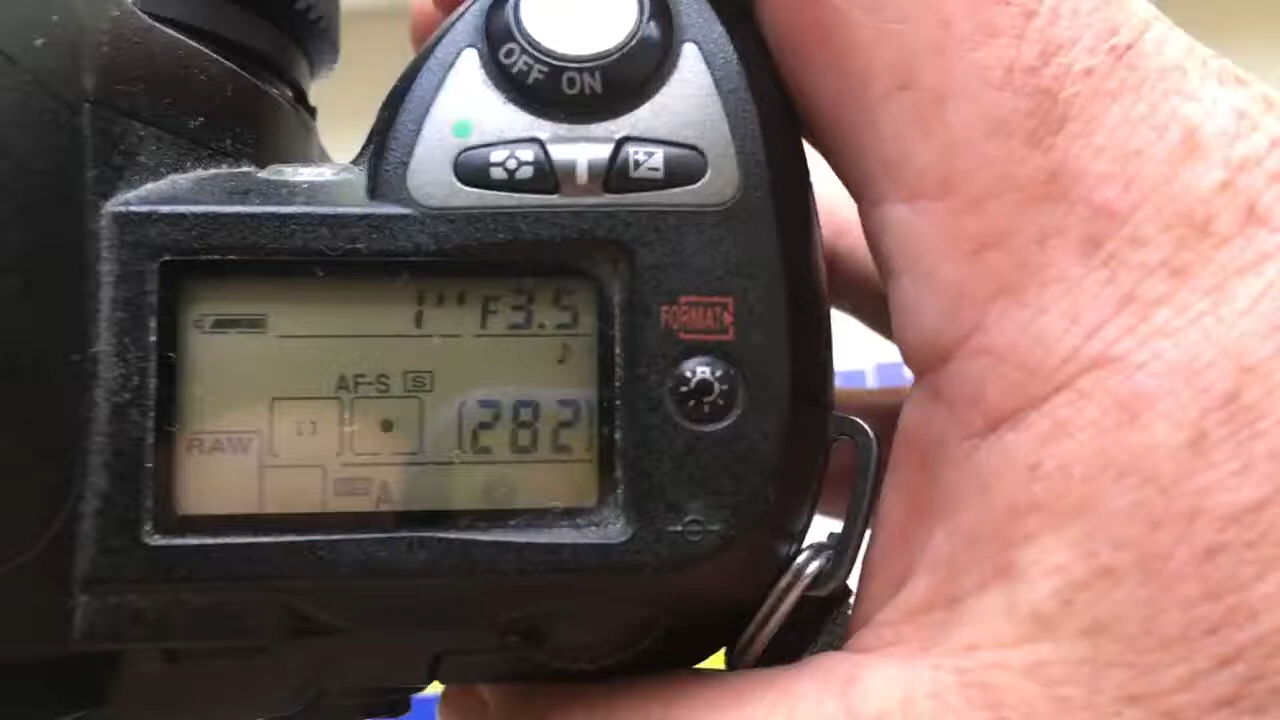 OFF ON
1" F3.5
FORMAT
AF-S S
[282]
RAW
A